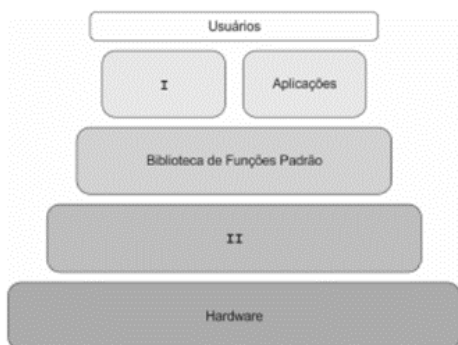 Usuários
I
Aplicações
Biblioteca de Funções Padrão
II
Hardware